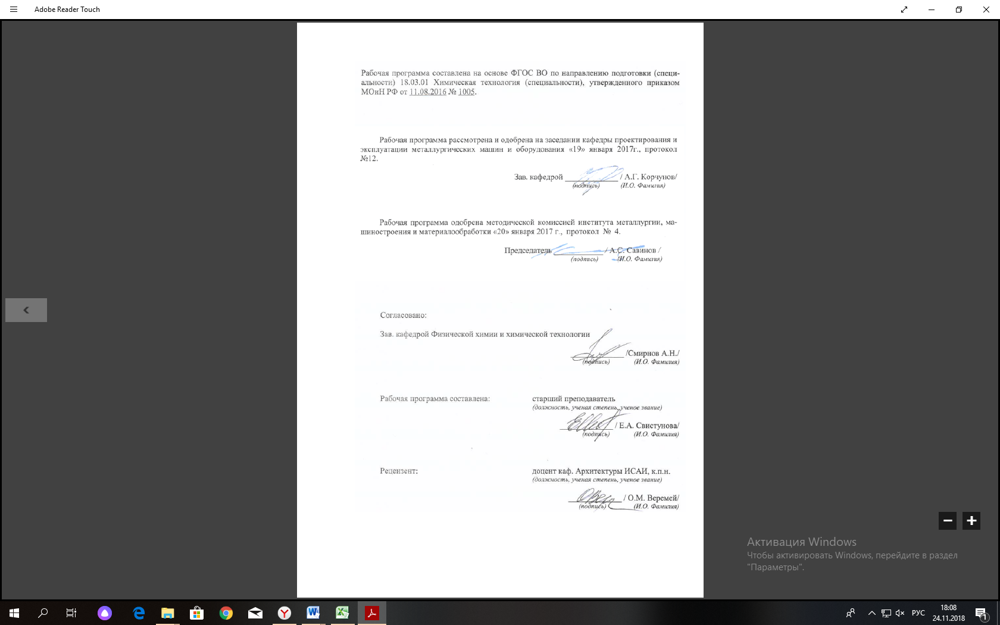 Adobe Reader Touch
Рабочая программа составлена на основе ФГОС ВО по направлению подготовки (специ-
альности) 18.03.01 Химическая технология (специальности), утвержденного приказом
МОиН РФ от 11.08.2016 № 1005.
Рабочая программа рассмотрена и одобрена на заседании кафедры проектирования и
эксплуатации металлургических машин и оборудования «19» января 2017г., протокол
№12.
Зав. кафедрой ____________ / А.Г. Корчунов/
(подпись) (И.О. Фамилия)
Рабочая программа одобрена методической комиссией института металлургии, ма-
шиностроения и материалообработки «20» января 2017 г., протокол № 4.
Председатель ____________ / А.С. Савинов /
(подпись) (И.О. Фамилия)
Согласовано:
Зав. кафедрой Физической химии и химической технологии
____________ /Смирнов А.Н./
(подпись) (И.О. Фамилия)
Рабочая программа составлена: старший преподаватель
(должность, ученая степень, ученое звание)
____________ / Е.А. Свистунова/
(подпись) (И.О. Фамилия)
Рецензент: доцент каф. Архитектуры ИСАИ, к.п.н.
(должность, ученая степень, ученое звание)
____________ / О.М. Веремей/
(подпись) (И.О. Фамилия)
Активация Windows
Чтобы активировать Windows, перейдите в раздел
"Параметры".
РУС
18:08
24.11.2018
1